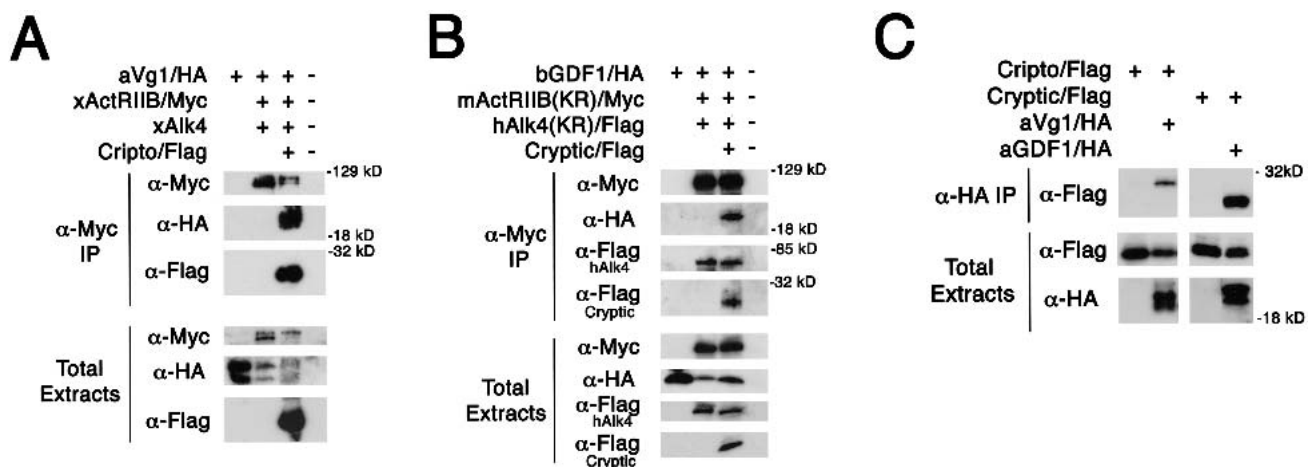 A
aVg1/HA + + + -
xActRIIB/Myc + + -
xAlk4 + + -
Cripto/Flag + -
α-Myc IP
α-Myc -129 kD
α-HA -18 kD
α-Flag -32 kD
Total Extracts
α-Myc
α-HA
α-Flag
B
bGDF1/HA + + + -
mActRIIB(KR)/Myc + + -
hAlk4(KR)/Flag + + -
Cryptic/Flag + -
α-Myc IP
α-Myc -129 kD
α-HA -18 kD
α-Flag hAlk4 -85 kD
α-Flag Cryptic -32 kD
Total Extracts
α-Myc
α-HA
α-Flag hAlk4
α-Flag Cryptic
C
Cripto/Flag + +
Cryptic/Flag + +
aVg1/HA +
aGDF1/HA +
α-HA IP α-Flag - 32kD
Total Extracts
α-Flag
α-HA -18 kD